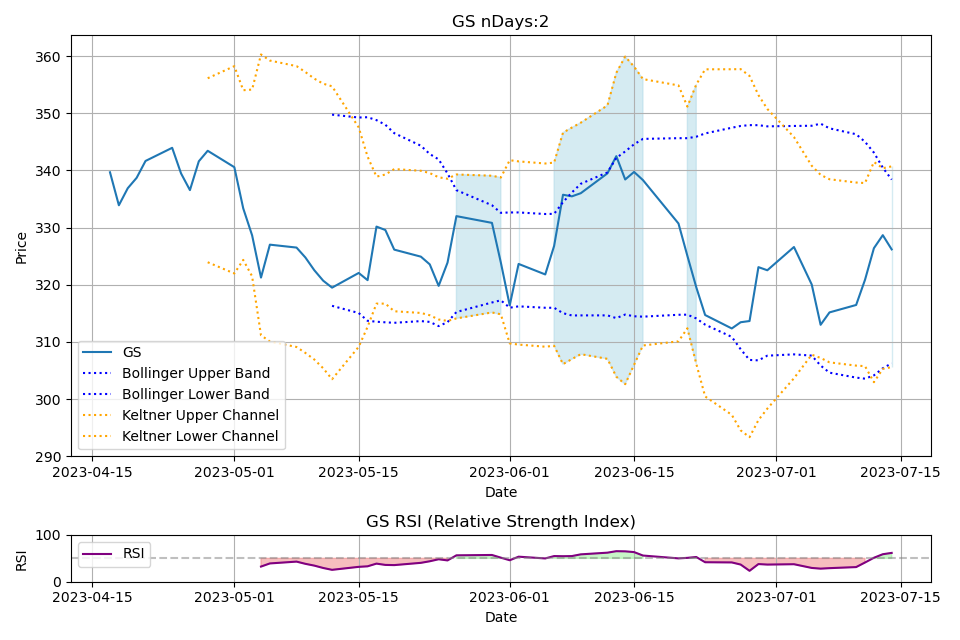 GS nDays:2
360
350
340
330
320
310
300
290
Price
GS
Bollinger Upper Band
Bollinger Lower Band
Keltner Upper Channel
Keltner Lower Channel
2023-04-15 2023-05-01 2023-05-15 2023-06-01 2023-06-15 2023-07-01 2023-07-15
Date
GS RSI (Relative Strength Index)
100
0
RSI
RSI
2023-04-15 2023-05-01 2023-05-15 2023-06-01 2023-06-15 2023-07-01 2023-07-15
Date